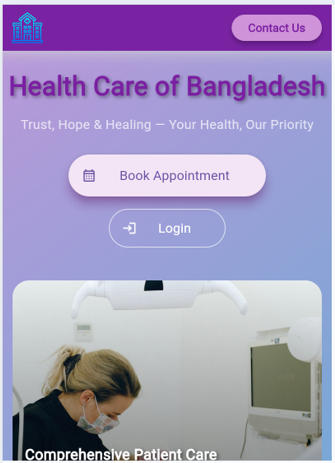 Contact Us
Health Care of Bangladesh
Trust, Hope & Healing — Your Health, Our Priority
Book Appointment
Login
Comprehensive Patient Care